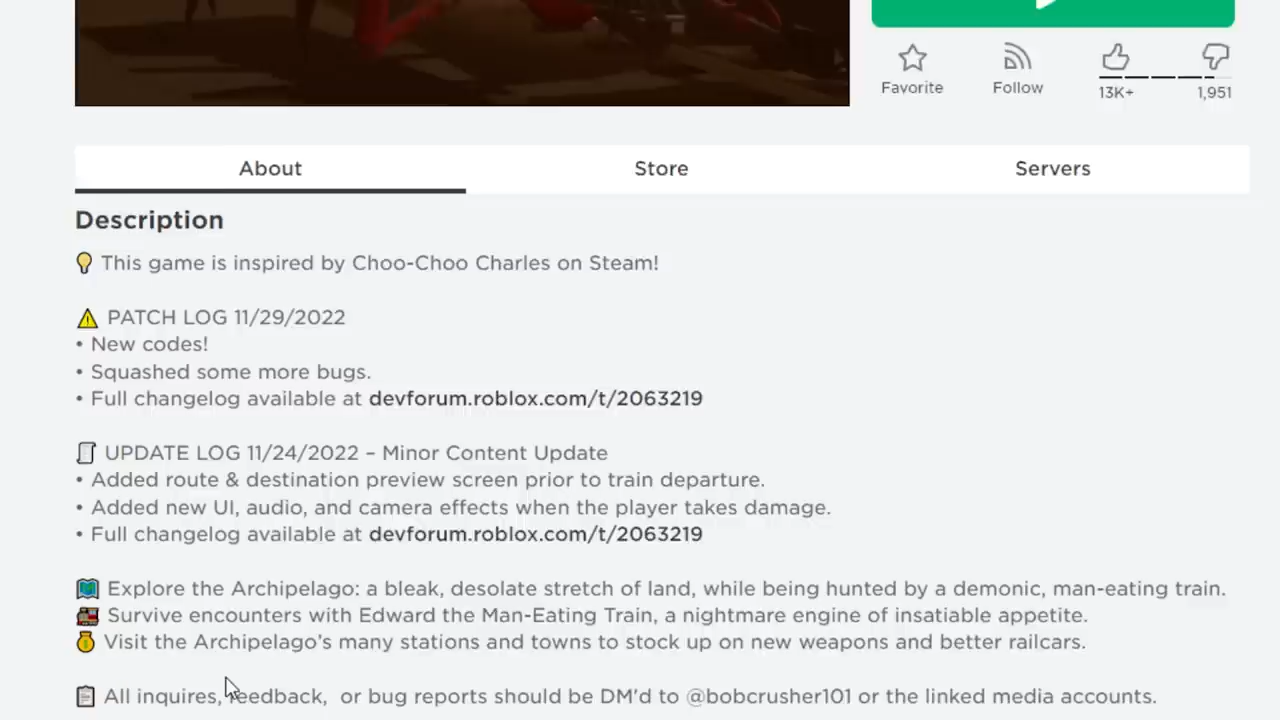 Favorite
Follow
13K+
1,951
About
Store
Servers
Description
This game is inspired by Choo-Choo Charles on Steam!
PATCH LOG 11/29/2022
• New codes!
• Squashed some more bugs.
• Full changelog available at devforum.roblox.com/t/2063219
UPDATE LOG 11/24/2022 – Minor Content Update
• Added route & destination preview screen prior to train departure.
• Added new UI, audio, and camera effects when the player takes damage.
• Full changelog available at devforum.roblox.com/t/2063219
Explore the Archipelago: a bleak, desolate stretch of land, while being hunted by a demonic, man-eating train.
Survive encounters with Edward the Man-Eating Train, a nightmare engine of insatiable appetite.
Visit the Archipelago's many stations and towns to stock up on new weapons and better railcars.
All inquires, feedback, or bug reports should be DM'd to @bobcrusher101 or the linked media accounts.